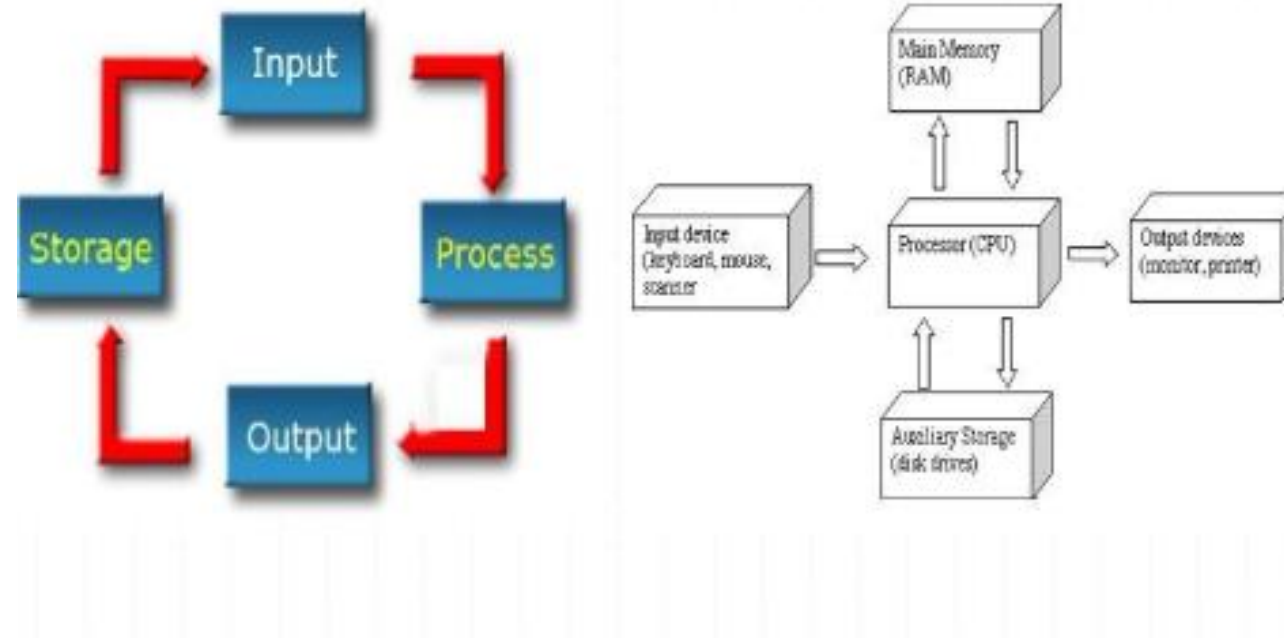 Input
Storage
Process
Output
Main Memory
(RAM)
Input device
(keyboard, mouse,
scanner
Processor (CPU)
Output devices
(monitor, printer)
Auxiliary Storage
(disk drives)